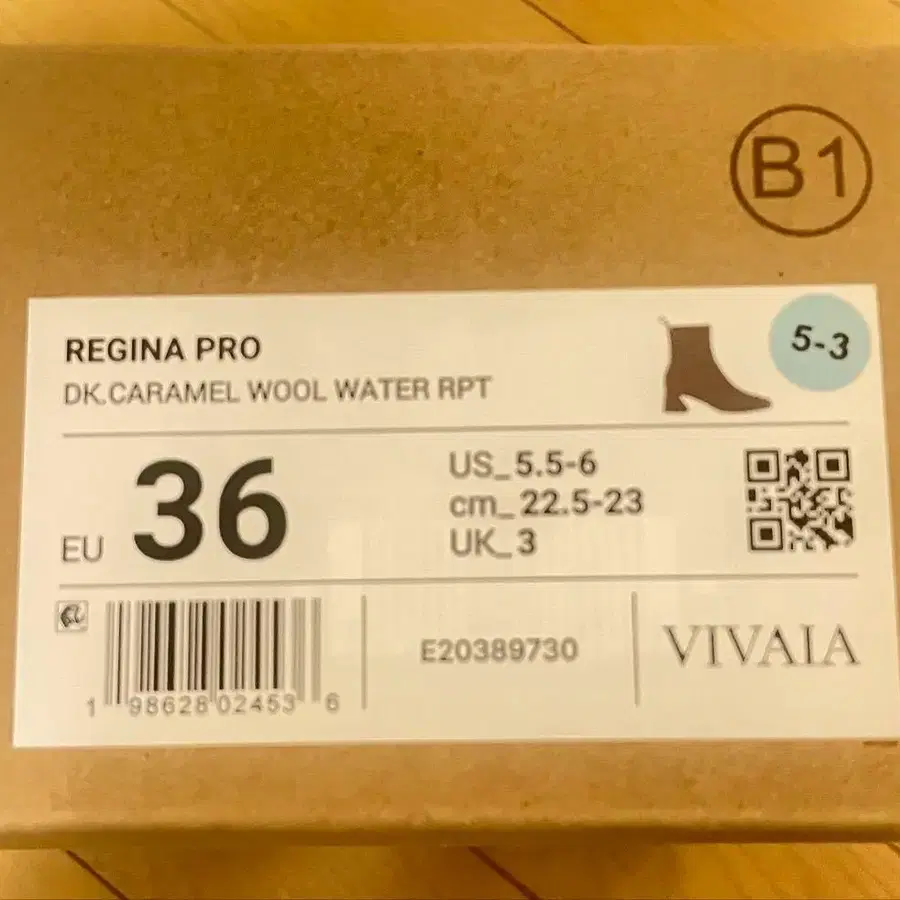 B1
5-3
REGINA PRO
DK.CARAMEL WOOL WATER RPT
EU 36
US_5.5-6
cm_22.5-23
UK_3
1 98628 02453 6
E20389730
VIVAIA